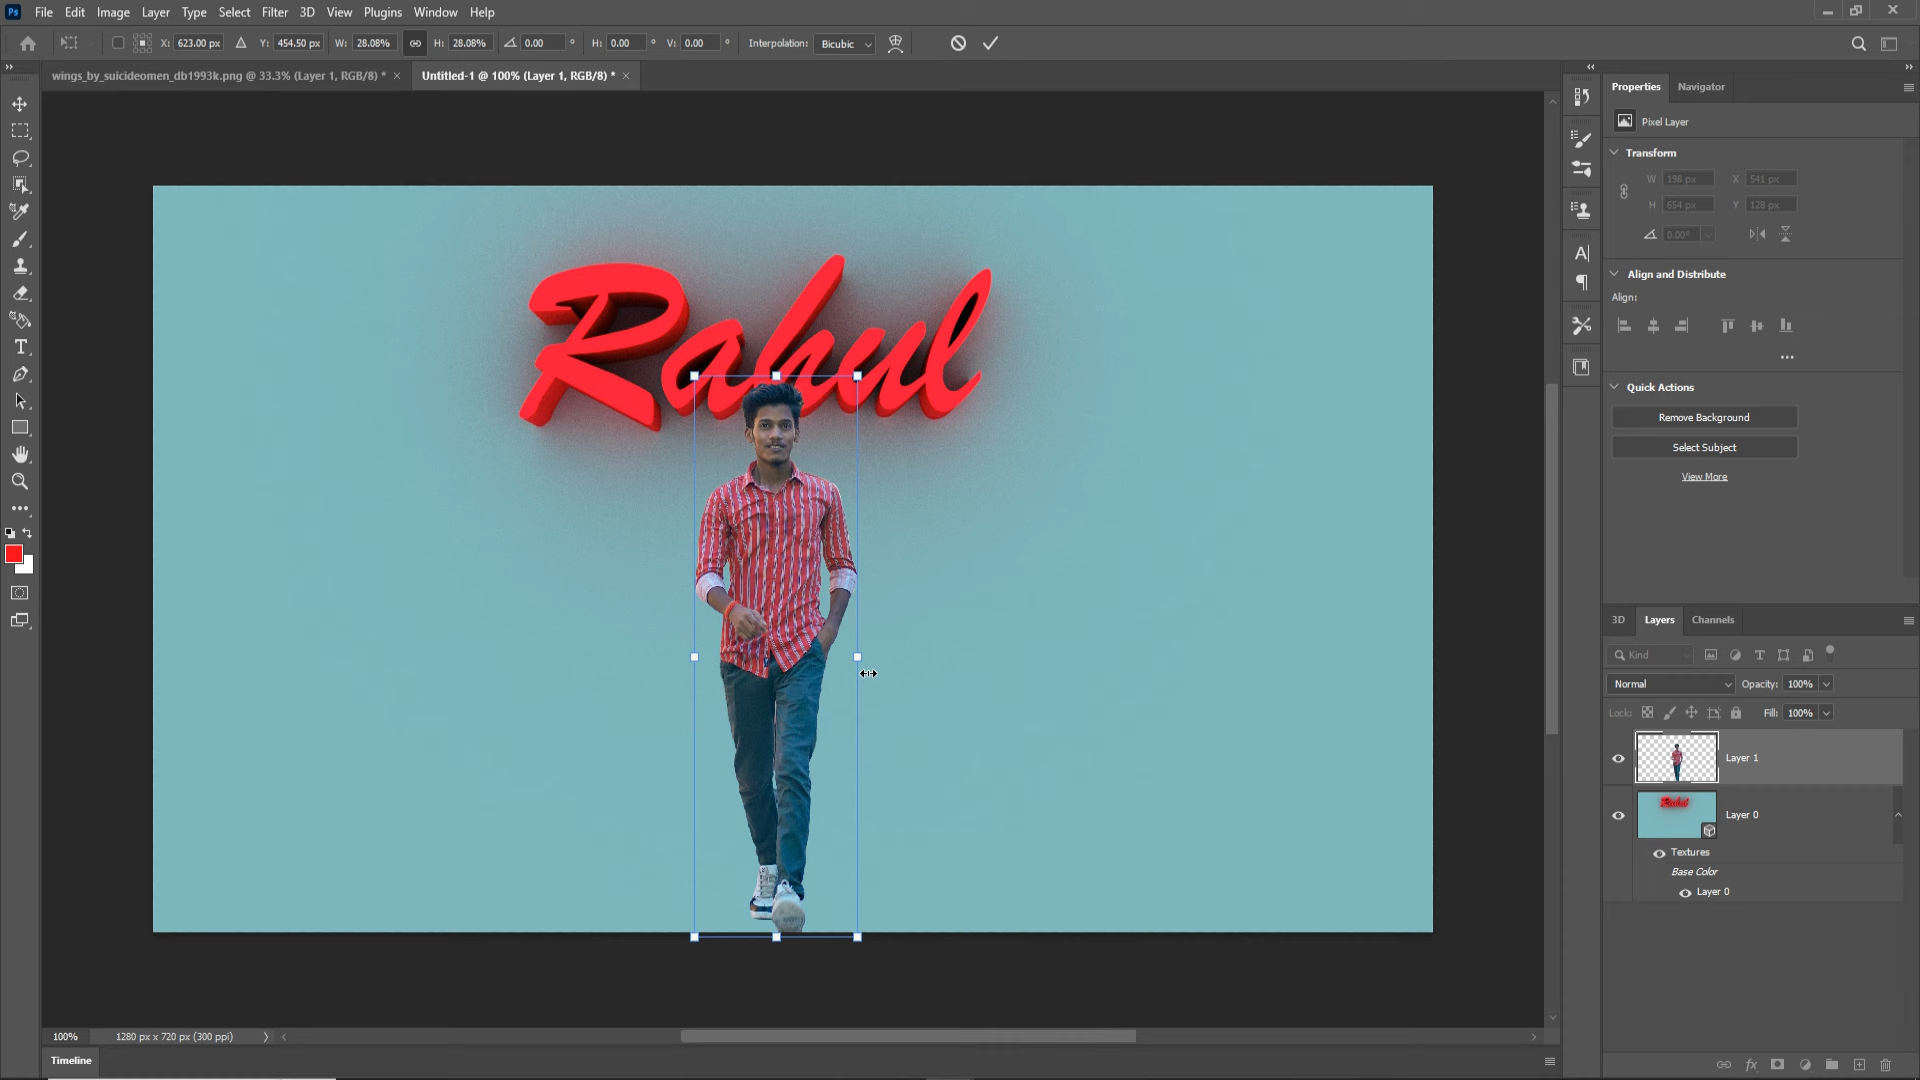 Ps File Edit Image Layer Type Select Filter 3D View Plugins Window Help
X: 623.00 px Y: 454.50 px W: 28.08% H: 28.08% 0.00 ° H: 0.00 ° V: 0.00 ° Interpolation: Bicubic
wings_by_suicideomen_db1993k.png @ 33.3% (Layer 1, RGB/8) * × Untitled-1 @ 100% (Layer 1, RGB/8) * ×
Properties Navigator
Pixel Layer
Transform
W 198 px X 541 px
H 654 px Y 128 px
0.00°
Align and Distribute
Align:
Quick Actions
Remove Background
Select Subject
View More
Rahul
3D Layers Channels
Kind
Normal Opacity: 100%
Lock: Fill: 100%
Layer 1
Rahul
Layer 0
Textures
Base Color
Layer 0
100% 1280 px x 720 px (300 ppi)
Timeline